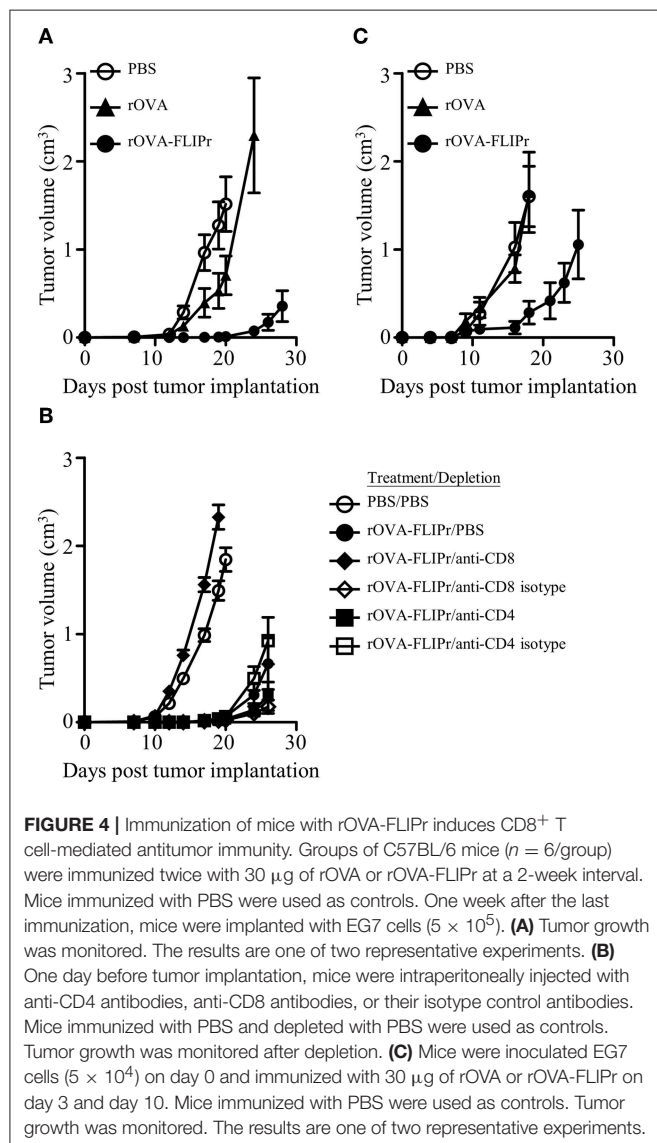 A
3
2
1
0
Tumor volume (cm³)
PBS
rOVA
rOVA-FLIPr
0 10 20 30
Days post tumor implantation
C
3
2
1
0
Tumor volume (cm³)
PBS
rOVA
rOVA-FLIPr
0 10 20 30
Days post tumor implantation
B
3
2
1
0
Tumor volume (cm³)
0 10 20 30
Days post tumor implantation
Treatment/Depletion
PBS/PBS
rOVA-FLIPr/PBS
rOVA-FLIPr/anti-CD8
rOVA-FLIPr/anti-CD8 isotype
rOVA-FLIPr/anti-CD4
rOVA-FLIPr/anti-CD4 isotype
FIGURE 4 | Immunization of mice with rOVA-FLIPr induces CD8⁺ T
cell-mediated antitumor immunity. Groups of C57BL/6 mice (n = 6/group)
were immunized twice with 30 μg of rOVA or rOVA-FLIPr at a 2-week interval.
Mice immunized with PBS were used as controls. One week after the last
immunization, mice were implanted with EG7 cells (5 × 10⁵). (A) Tumor growth
was monitored. The results are one of two representative experiments. (B)
One day before tumor implantation, mice were intraperitoneally injected with
anti-CD4 antibodies, anti-CD8 antibodies, or their isotype control antibodies.
Mice immunized with PBS and depleted with PBS were used as controls.
Tumor growth was monitored after depletion. (C) Mice were inoculated EG7
cells (5 × 10⁴) on day 0 and immunized with 30 μg of rOVA or rOVA-FLIPr on
day 3 and day 10. Mice immunized with PBS were used as controls. Tumor
growth was monitored. The results are one of two representative experiments.